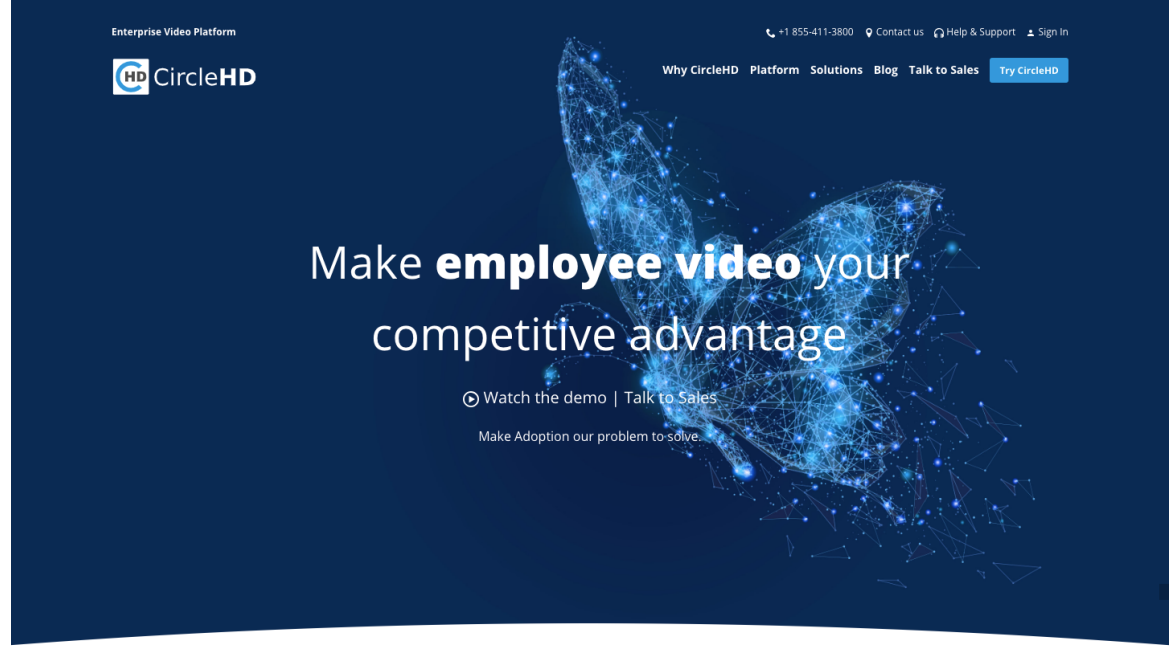 Enterprise Video Platform
+1 855-411-3800 Contact us Help & Support Sign In
CHD CircleHD
Why CircleHD Platform Solutions Blog Talk to Sales Try CircleHD
Make employee video your
competitive advantage
Watch the demo | Talk to Sales
Make Adoption our problem to solve.